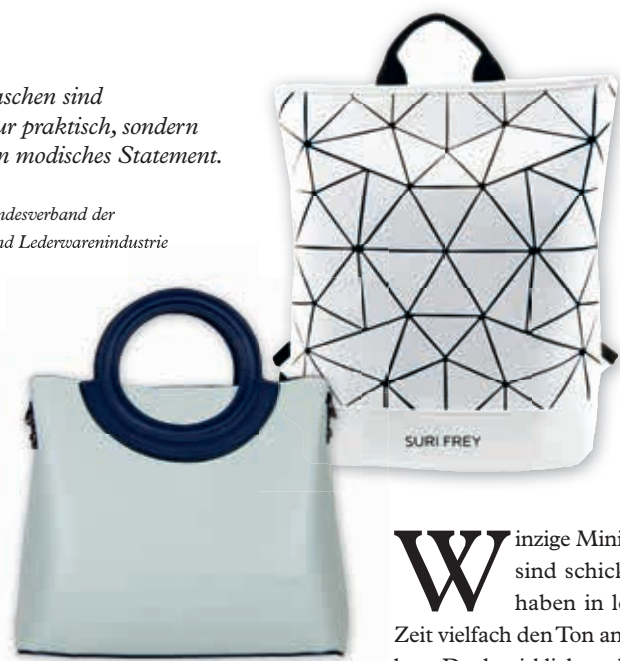 aschen sind
ur praktisch, sondern
n modisches Statement.
ndesverband der
nd Lederwarenindustrie
SURI FREY
Winzige Mini
sind schick
haben in le
Zeit vielfach den Ton an